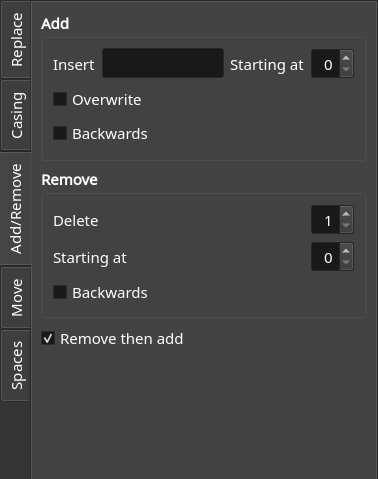 Replace
Casing
Add/Remove
Move
Spaces
Add
Insert Starting at 0
Overwrite
Backwards
Remove
Delete 1
Starting at 0
Backwards
Remove then add